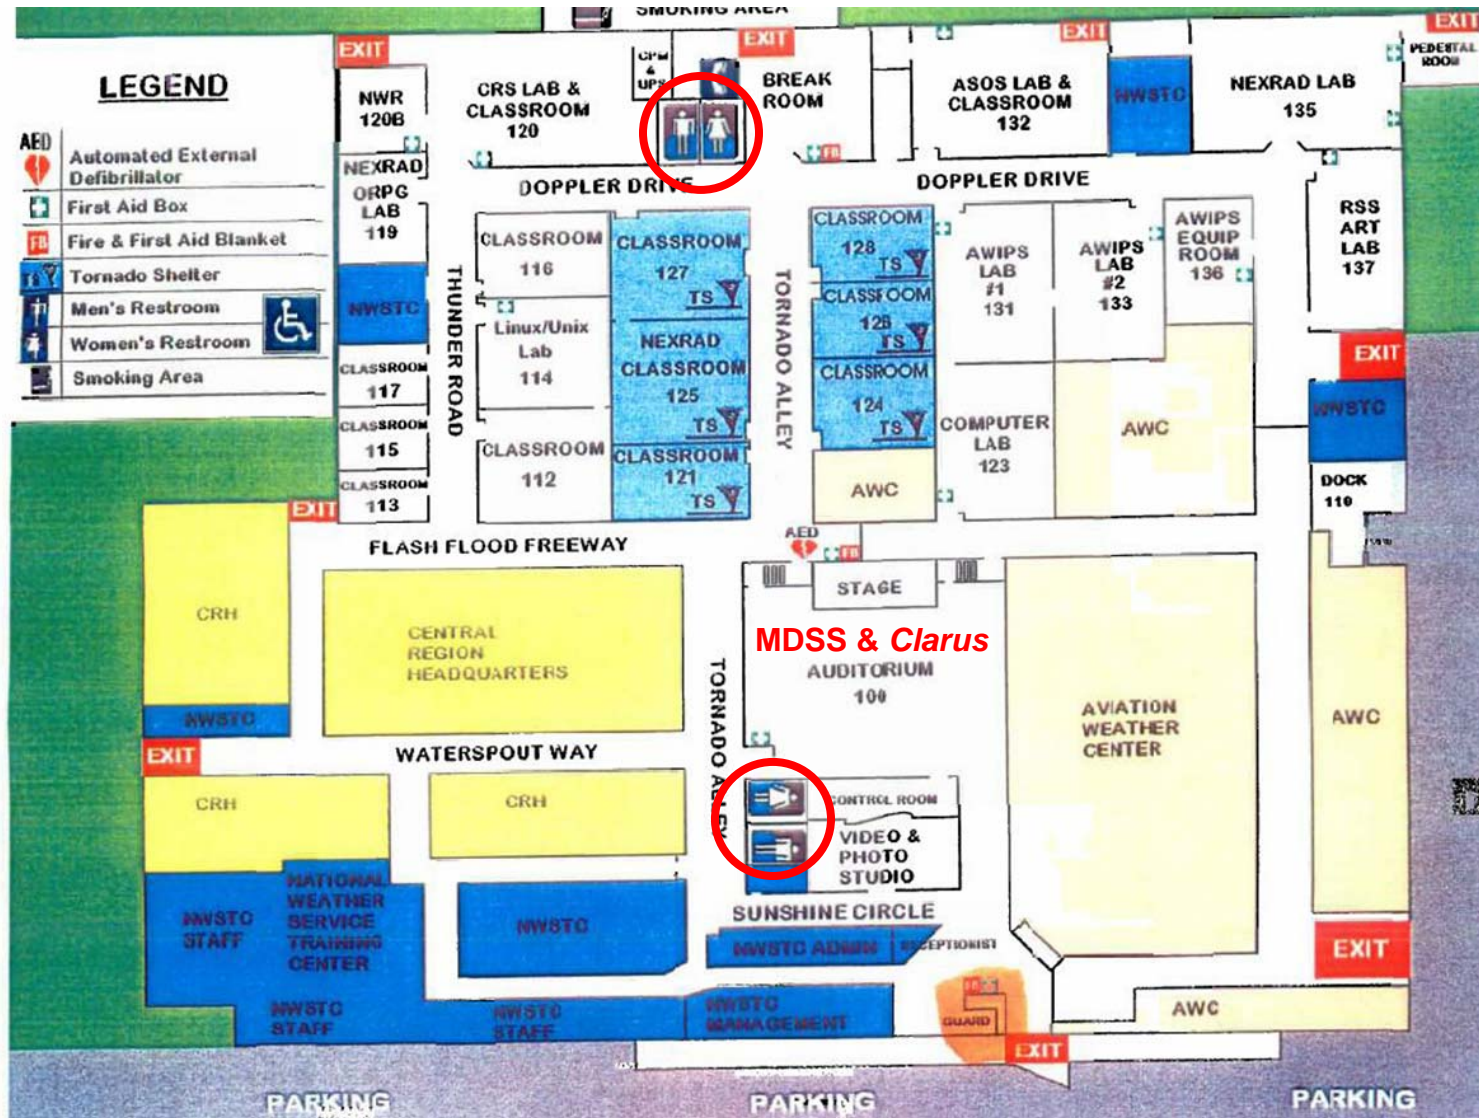 SMOKING AREA
EXIT
EXIT
EXIT
EXIT
LEGEND
AED
Automated External
Defibrillator
First Aid Box
FB
Fire & First Aid Blanket
TS
Tornado Shelter
Men's Restroom
Women's Restroom
Smoking Area
NWR
120B
CRS LAB &
CLASSROOM
120
CPM
&
UPS
BREAK
ROOM
FB
ASOS LAB &
CLASSROOM
132
NWSTC
NEXRAD LAB
135
PEDESTAL
ROOM
DOPPLER DRIVE
DOPPLER DRIVE
NEXRAD
ORPG
LAB
119
NWSTC
CLASSROOM
117
CLASSROOM
115
CLASSROOM
113
EXIT
THUNDER ROAD
CLASSROOM
116
Linux/Unix
Lab
114
CLASSROOM
112
CLASSROOM
127
TS
NEXRAD
CLASSROOM
125
TS
CLASSROOM
121
TS
TORNADO ALLEY
CLASSROOM
128
TS
CLASSROOM
126
TS
CLASSROOM
124
TS
AWC
AWIPS
LAB
#1
131
AWIPS
LAB
#2
133
AWIPS
EQUIP
ROOM
136
COMPUTER
LAB
123
AWC
RSS
ART
LAB
137
EXIT
NWSTC
DOCK
110
FLASH FLOOD FREEWAY
AED
FB
STAGE
CRH
CENTRAL
REGION
HEADQUARTERS
MDSS & Clarus
AUDITORIUM
100
TORNADO ALLEY
AVIATION
WEATHER
CENTER
AWC
NWSTC
EXIT
WATERSPOUT WAY
CRH
CRH
CONTROL ROOM
VIDEO &
PHOTO
STUDIO
NWSTC
STAFF
NATIONAL
WEATHER
SERVICE
TRAINING
CENTER
NWSTC
SUNSHINE CIRCLE
NWSTC ADMIN
RECEPTIONIST
EXIT
NWSTC
STAFF
NWSTC
STAFF
NWSTC
MANAGEMENT
FB
GUARD
EXIT
AWC
PARKING
PARKING
PARKING